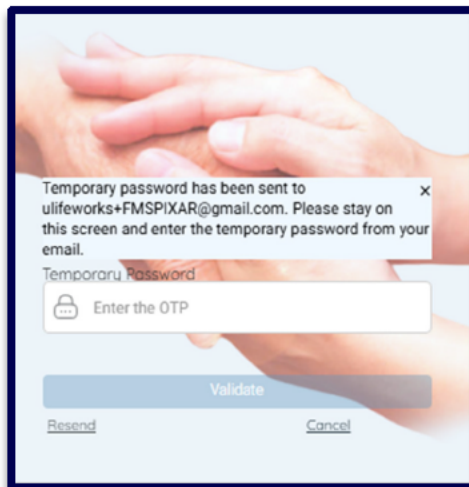 Temporary password has been sent to
ulifeworks+FMSPIXAR@gmail.com. Please stay on
this screen and enter the temporary password from your
email.
×
Temporary Password
Enter the OTP
Validate
Resend
Cancel